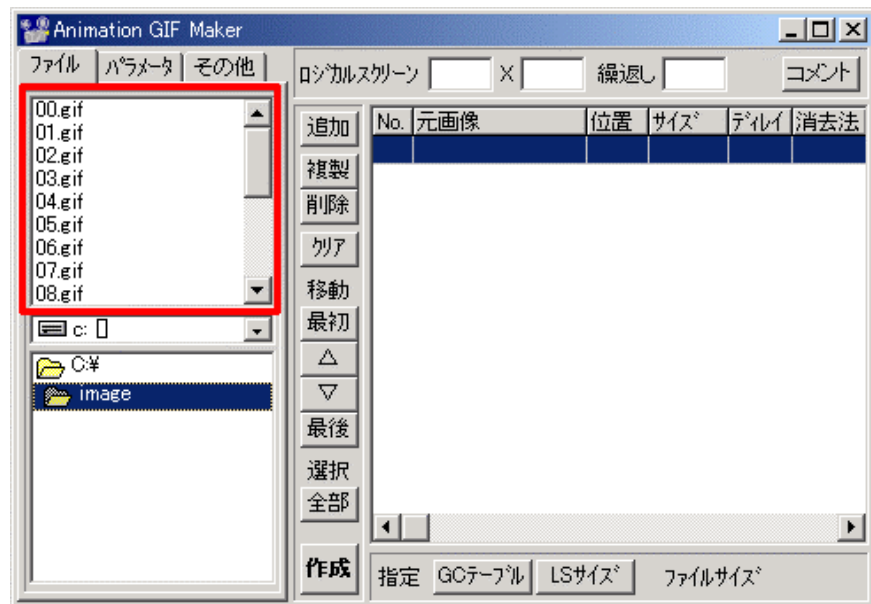 Animation GIF Maker
ファイル パラメータ その他
ロジカルスクリーン X 繰返し コメント
00.gif
01.gif
02.gif
03.gif
04.gif
05.gif
06.gif
07.gif
08.gif
c: []
C:¥
image
追加
複製
削除
クリア
移動
最初
△
▽
最後
選択
全部
作成
No. 元画像 位置 サイズ ディレイ 消去法
指定 GCテーブル LSサイズ ファイルサイズ